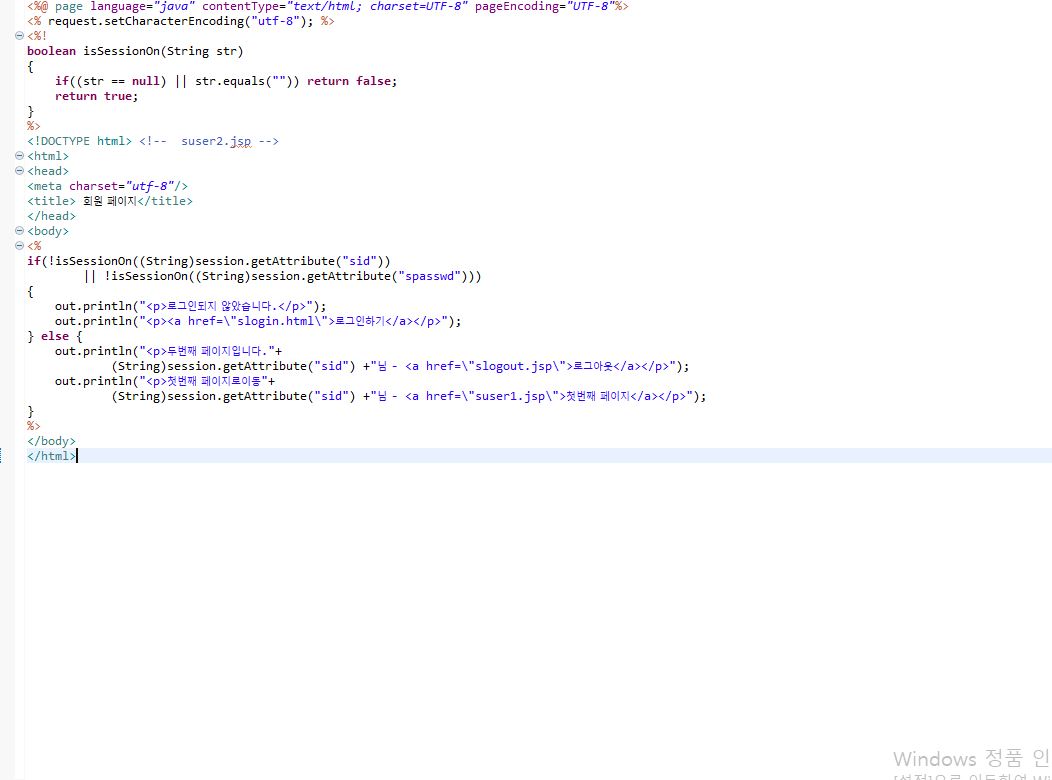 <%@ page language="java" contentType="text/html; charset=UTF-8" pageEncoding="UTF-8"%>
<% request.setCharacterEncoding("utf-8"); %>
<%!
boolean isSessionOn(String str)
{
    if((str == null) || str.equals("")) return false;
    return true;
}
%>
<!DOCTYPE html> <!--  suser2.jsp -->
<html>
<head>
<meta charset="utf-8"/>
<title> 회원 페이지</title>
</head>
<body>
<%
if(!isSessionOn((String)session.getAttribute("sid"))
        || !isSessionOn((String)session.getAttribute("spasswd")))
{
    out.println("<p>로그인되지 않았습니다.</p>");
    out.println("<p><a href=\"slogin.html\">로그인하기</a></p>");
} else {
    out.println("<p>두번째 페이지입니다."+
            (String)session.getAttribute("sid") +"님 - <a href=\"slogout.jsp\">로그아웃</a></p>");
    out.println("<p>첫번째 페이지로이동"+
            (String)session.getAttribute("sid") +"님 - <a href=\"suser1.jsp\">첫번째 페이지</a></p>");
}
%>
</body>
</html>
Windows 정품 인